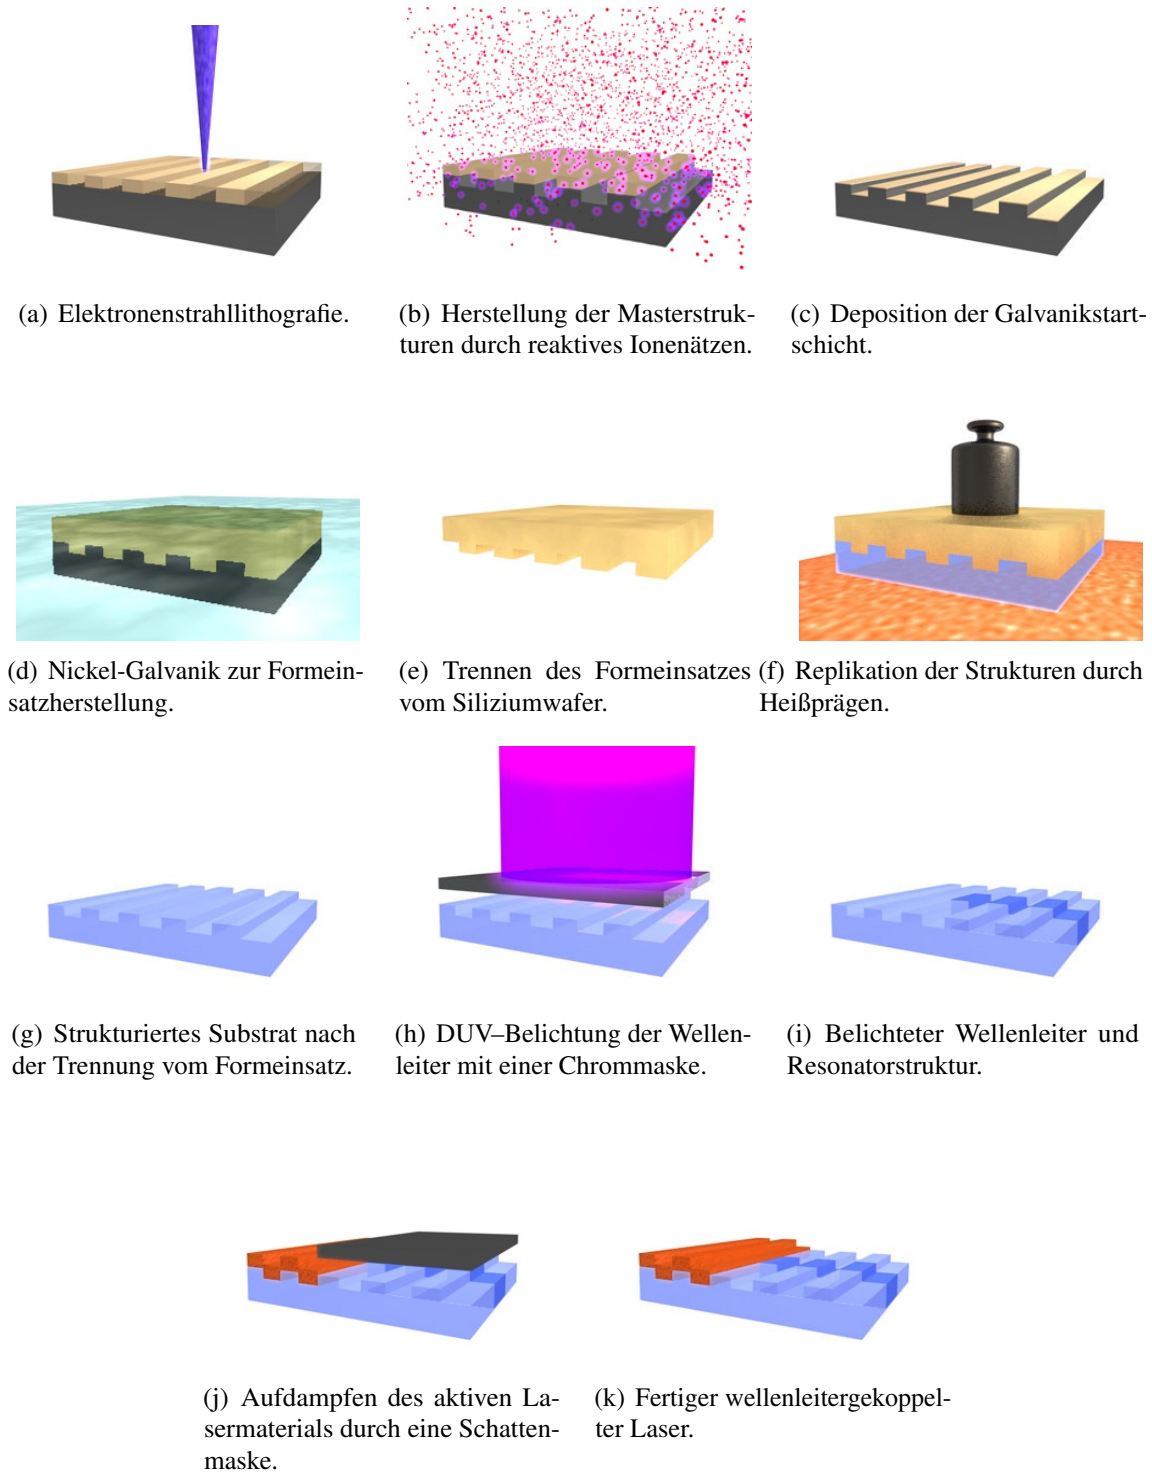 (a) Elektronenstrahllithografie.
(b) Herstellung der Masterstruk-
turen durch reaktives Ionenätzen.
(c) Deposition der Galvanikstart-
schicht.
(d) Nickel-Galvanik zur Formein-
satzherstellung.
(e) Trennen des Formeinsatzes
vom Siliziumwafer.
(f) Replikation der Strukturen durch
Heißprägen.
(g) Strukturiertes Substrat nach
der Trennung vom Formeinsatz.
(h) DUV–Belichtung der Wellen-
leiter mit einer Chrommaske.
(i) Belichteter Wellenleiter und
Resonatorstruktur.
(j) Aufdampfen des aktiven La-
sermaterials durch eine Schatten-
maske.
(k) Fertiger wellenleitergekoppel-
ter Laser.